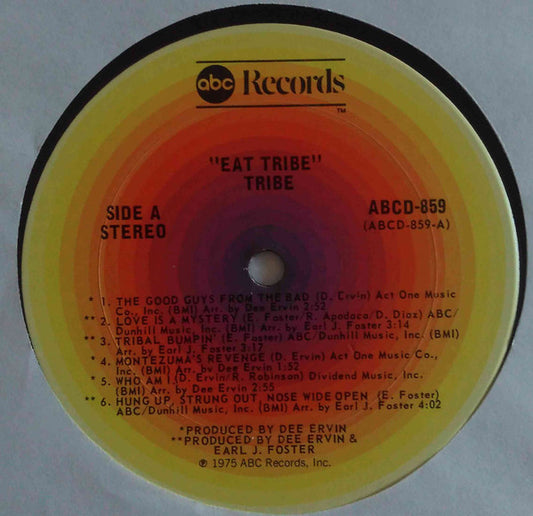 abc Records
TM
"EAT TRIBE"
TRIBE
SIDE A
STEREO
ABCD-859
(ABCD-859-A)
* 1. THE GOOD GUYS FROM THE BAD (D. Ervin) Act One Music
Co., Inc. (BMI) Arr. by Dee Ervin 2:52
** 2. LOVE IS A MYSTERY (E. Foster/R. Apodaca/D. Diaz) ABC/
Dunhill Music, Inc. (BMI) Arr. by Earl J. Foster 3:14
** 3. TRIBAL BUMPIN' (E. Foster) ABC/Dunhill Music, Inc. (BMI)
Arr. by Earl J. Foster 3:17
* 4. MONTEZUMA'S REVENGE (D. Ervin) Act One Music Co.,
Inc. (BMI) Arr. by Dee Ervin 1:52
* 5. WHO AM I (D. Ervin/R. Robinson) Dividend Music, Inc.
(BMI) Arr. by Dee Ervin 2:55
** 6. HUNG UP, STRUNG OUT, NOSE WIDE OPEN (E. Foster)
ABC/Dunhill Music, Inc. (BMI) Arr. by Earl J. Foster 4:02
*PRODUCED BY DEE ERVIN
**PRODUCED BY DEE ERVIN &
EARL J. FOSTER
℗ 1975 ABC Records, Inc.